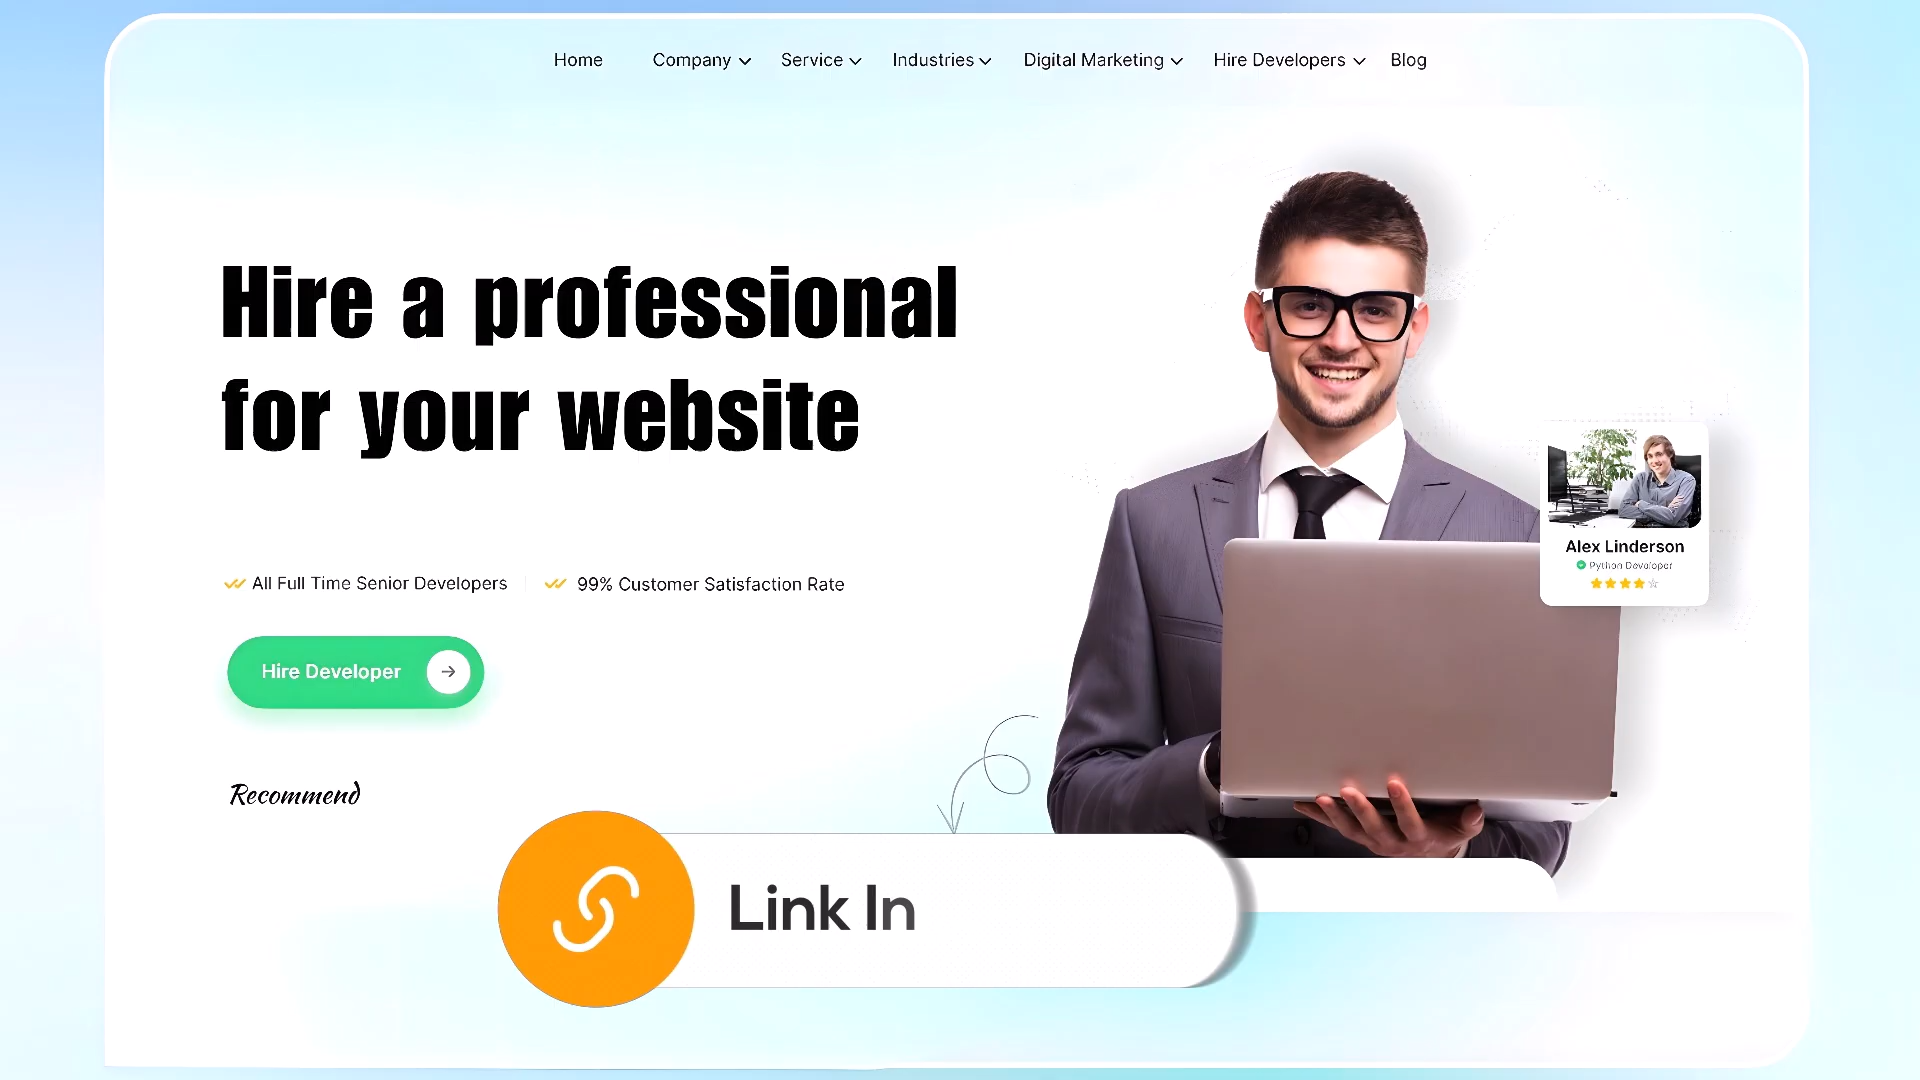 Home Company Service Industries Digital Marketing Hire Developers Blog
Hire a professional
for your website
All Full Time Senior Developers 99% Customer Satisfaction Rate
Hire Developer
Alex Linderson
Python Developer
Recommend
Link In